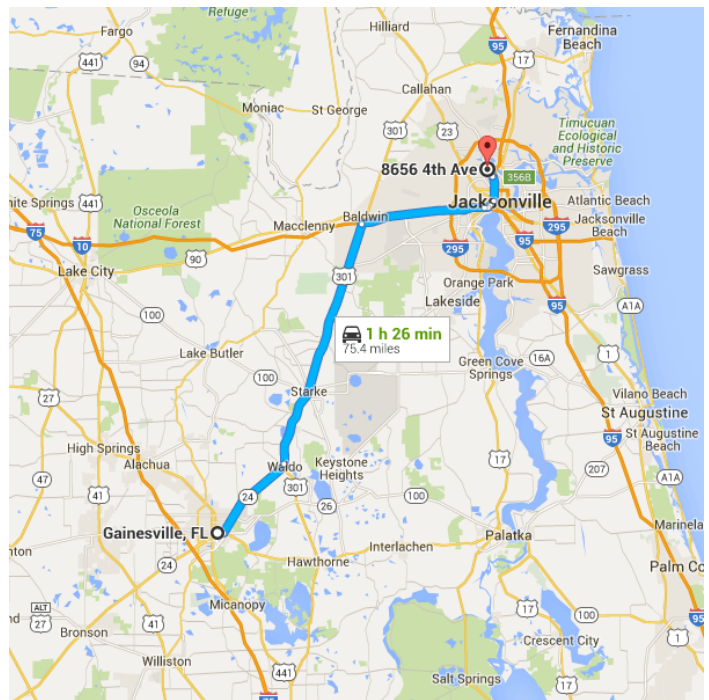 Refuge
Fargo
441
94
441
Hilliard
95
17
Fernandina
Beach
Moniac
St George
Callahan
301
23
Timucuan
Ecological
and Historic
Preserve
8656 4th Ave
356B
Jacksonville
nite Springs
441
Osceola
National Forest
Macclenny
Baldwin
Atlantic Beach
Jacksonville
Beach
75
10
90
295
95
295
Lake City
301
Orange Park
Sawgrass
Lakeside
95
A1A
100
1 h 26 min
75.4 miles
Lake Butler
100
Green Cove
Springs
16A
1
27
Starke
Vilano Beach
St Augustine
High Springs
Alachua
Waldo
Keystone
Heights
17
95
St Augustine
Beach
47
41
24
301
26
100
207
A1A
Gainesville, FL
Marinela
nton
24
Hawthorne
Interlachen
Palatka
Palm Co
ALT
27
41
Micanopy
Bronson
Crescent City
95
1
Williston
441
Salt Springs
17